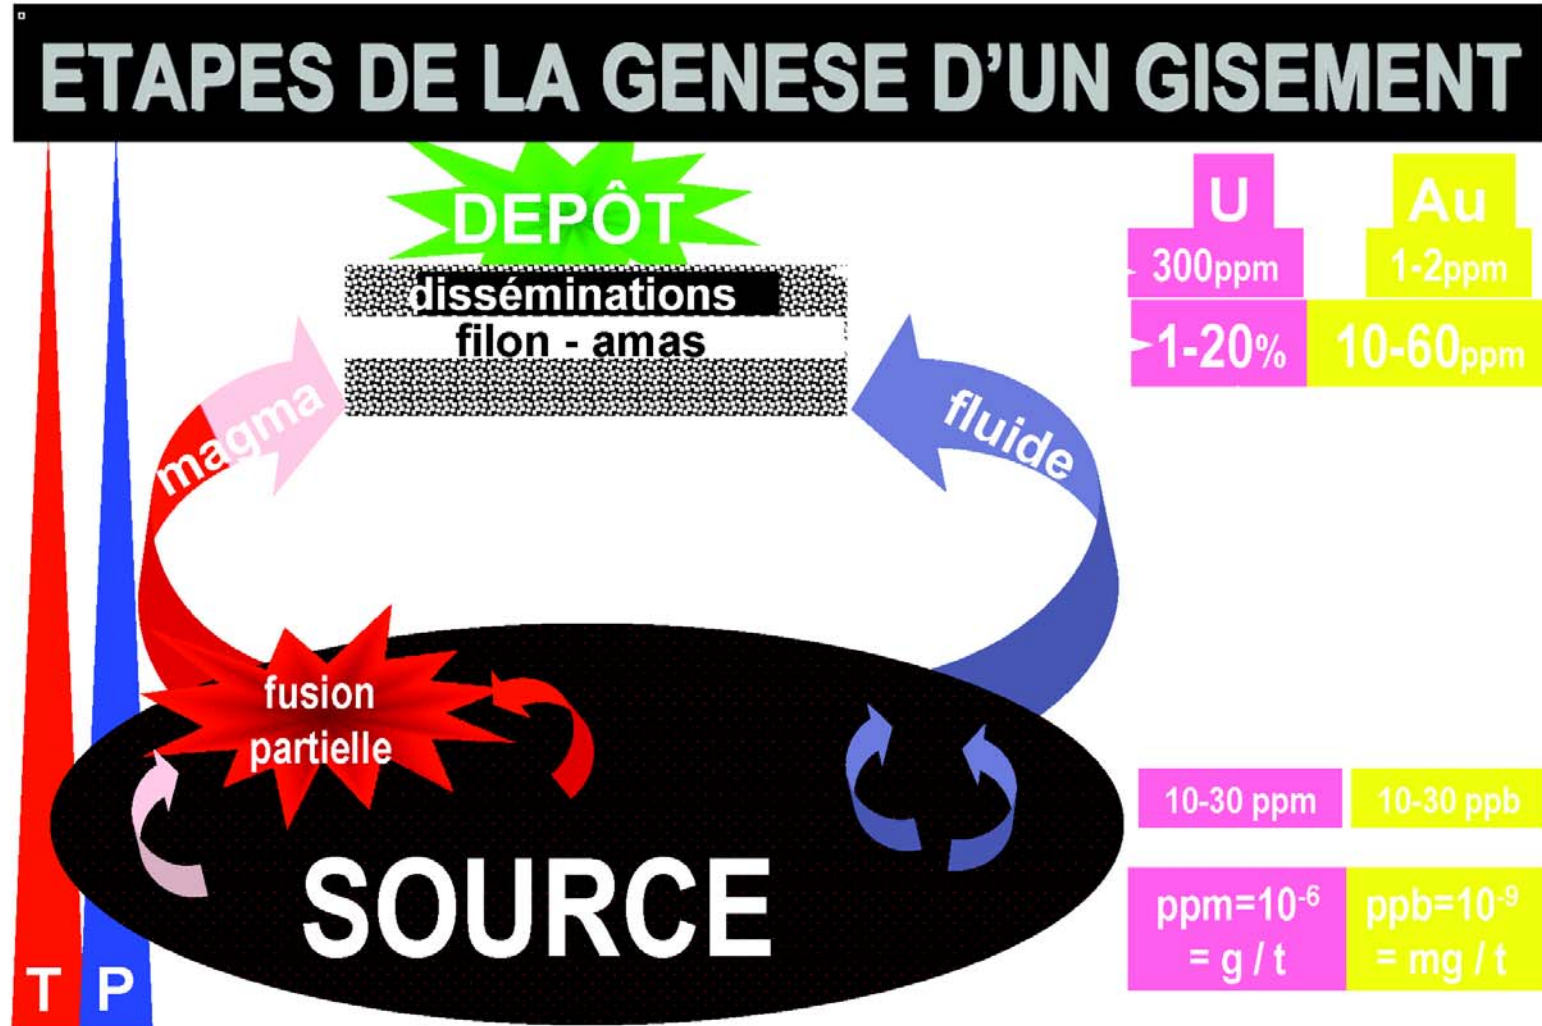 ETAPES DE LA GENESE D'UN GISEMENT
DEPÔT
disséminations
filon - amas
magma
fluide
fusion
partielle
SOURCE
T P
U Au
300ppm 1-2ppm
1-20% 10-60ppm
10-30 ppm 10-30 ppb
ppm=10⁻⁶ ppb=10⁻⁹
= g / t = mg / t